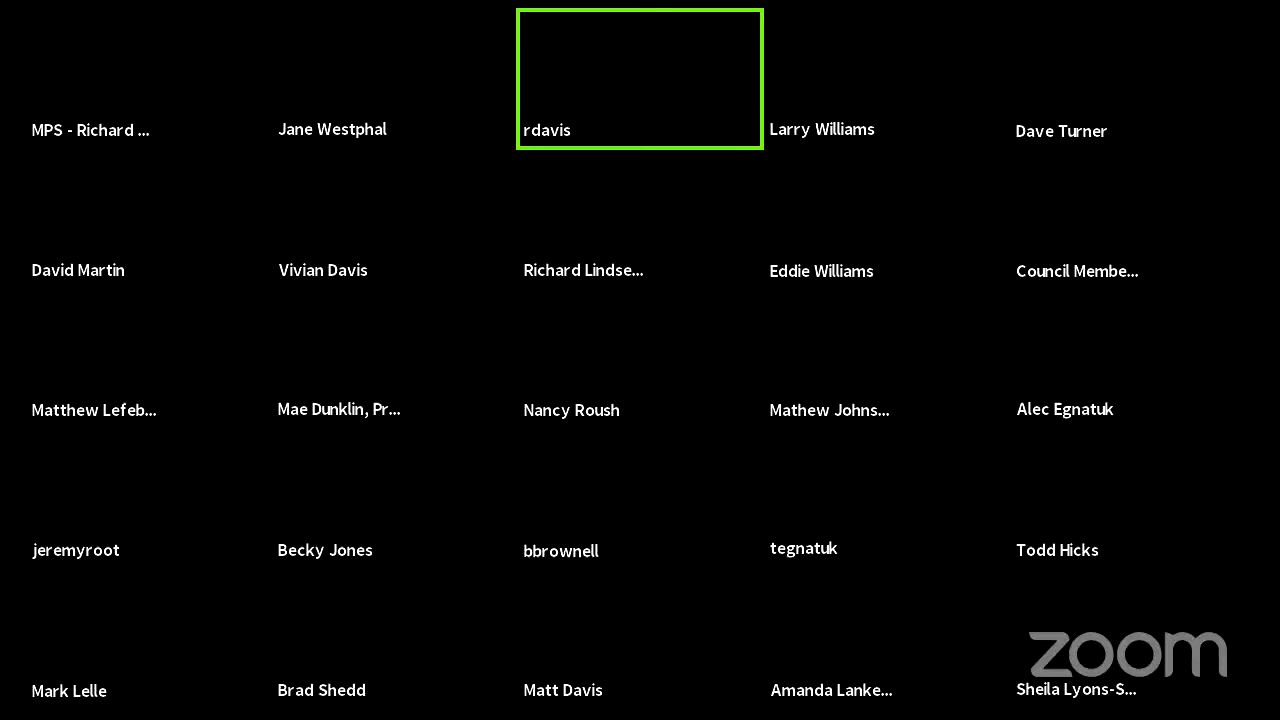 MPS - Richard ...
Jane Westphal
rdavis
Larry Williams
Dave Turner
David Martin
Vivian Davis
Richard Lindse...
Eddie Williams
Council Membe...
Matthew Lefeb...
Mae Dunklin, Pr...
Nancy Roush
Mathew Johns...
Alec Egnatuk
jeremyroot
Becky Jones
bbrownell
tegnatuk
Todd Hicks
zoom
Mark Lelle
Brad Shedd
Matt Davis
Amanda Lanke...
Sheila Lyons-S...